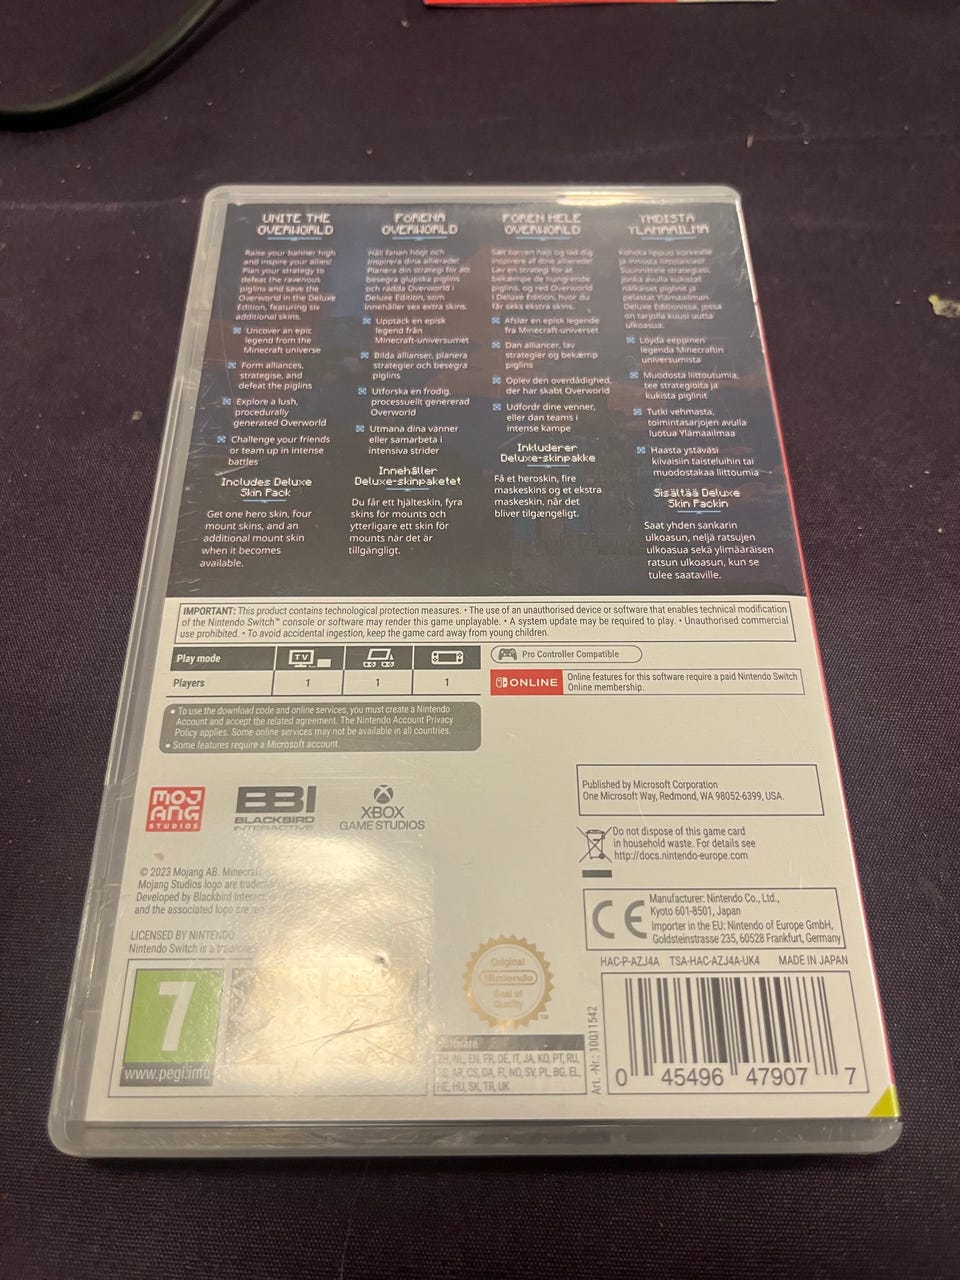 UNITE THE
OVERWORLD
Raise your banner high
and inspire your allies!
Plan your strategy to
defeat the ravenous
piglins and save the
Overworld in the Deluxe
Edition, featuring six
additional skins.
Uncover an epic
legend from the
Minecraft universe
Form alliances,
strategise, and
defeat the piglins
Explore a lush,
procedurally
generated Overworld
Challenge your friends
or team up in intense
battles
Includes Deluxe
Skin Pack
Get one hero skin, four
mount skins, and an
additional mount skin
when it becomes
available.
FÖRENA
OVERWORLD
Håll fanan högt och
inspirera dina allierade!
Planera din strategi för att
besegra glupska piglins
och rädda Overworld i
Deluxe Edition, som
innehåller sex extra skins.
Upptäck en episk
legend från
Minecraft-universumet
Bilda allianser, planera
strategier och besegra
piglins
Utforska en frodig,
processuellt genererad
Overworld
Utmana dina vänner
eller samarbeta i
intensiva strider
Innehåller
Deluxe-skinpaketet
Du får ett hjälteskin, fyra
skins för mounts och
ytterligare ett skin för
mounts när det är
tillgängligt.
FOREN HELE
OVERWORLD
Sæt barren højt og lad dig
inspirere af dine allierede!
Læv en strategi for at
bekæmpe de hungrende
piglins, og red Overworld
i Deluxe Edition, hvor du
får seks ekstra skins.
Afslør en episk legende
fra Minecraft-universet
Dan alliancer, lav
strategier og bekæmp
piglins
Oplev den overdådighed,
der har skabt Overworld
Udfordr dine venner,
eller dan teams i
intense kampe
Inkluderer
Deluxe-skinpakke
Få et heroskin, fire
maskeskins og et ekstra
maskeskin, når det
bliver tilgængeligt.
YHDISTÄ
YLÄMAAILMA
Kohota lippusi korkealle
ja innosta liittolaisiasi!
Suunnittele strategiasi,
jonka avulla kukistat
nälkäiset piglinit ja
pelastat Ylämaailman
Deluxe Editionissa, jossa
on tarjolla kuusi uutta
ulkoasua.
Löydä eeppinen
legenda Minecraftin
universumista
Muodosta liittoutumia,
tee strategioita ja
kukista piglinit
Tutki vehmasta,
toimintasarjojen avulla
luotua Ylämaailmaa
Haasta ystäväsi
kiivaisiin taisteluihin tai
muodostakaa liittoumia
Sisältää Deluxe
Skin Packin
Saat yhden sankarin
ulkoasun, neljä ratsujen
ulkoasua sekä ylimääräisen
ratsun ulkoasun, kun se
tulee saataville.
IMPORTANT: This product contains technological protection measures. • The use of an unauthorised device or software that enables technical modification
of the Nintendo Switch™ console or software may render this game unplayable. • A system update may be required to play. • Unauthorised commercial
use prohibited. • To avoid accidental ingestion, keep the game card away from young children.
Play mode TV
Players 1 1 1
Pro Controller Compatible
ONLINE Online features for this software require a paid Nintendo Switch
Online membership.
• To use the download code and online services, you must create a Nintendo
Account and accept the related agreement. The Nintendo Account Privacy
Policy applies. Some online services may not be available in all countries.
• Some features require a Microsoft account.
MOJ
ANG
STUDIOS
BBI
BLACKBIRD
INTERACTIVE
XBOX
GAME STUDIOS
Published by Microsoft Corporation
One Microsoft Way, Redmond, WA 98052-6399, USA.
Do not dispose of this game card
in household waste. For details see
http://docs.nintendo-europe.com
© 2023 Mojang AB. Minecraft,
Mojang Studios logo are
Developed by Blackbird Interactive
and the associated logo are
LICENSED BY NINTENDO
Nintendo Switch is a
CE
Manufacturer: Nintendo Co., Ltd.,
Kyoto 601-8501, Japan
Importer in the EU: Nintendo of Europe GmbH,
Goldsteinstrasse 235, 60528 Frankfurt, Germany
HAC-P-AZJ4A TSA-HAC-AZJ4A-UK4 MADE IN JAPAN
7
www.pegi.info
Original
Nintendo
Seal of
Quality
TM
Software
ZH, NL, EN, FR, DE, IT, JA, KO, PT, RU,
ES, AR, CS, DA, FI, NO, SV, PL, BG, EL,
HE, HU, SK, TR, UK
Art.-Nr.: 10011542
0 45496 47907 7